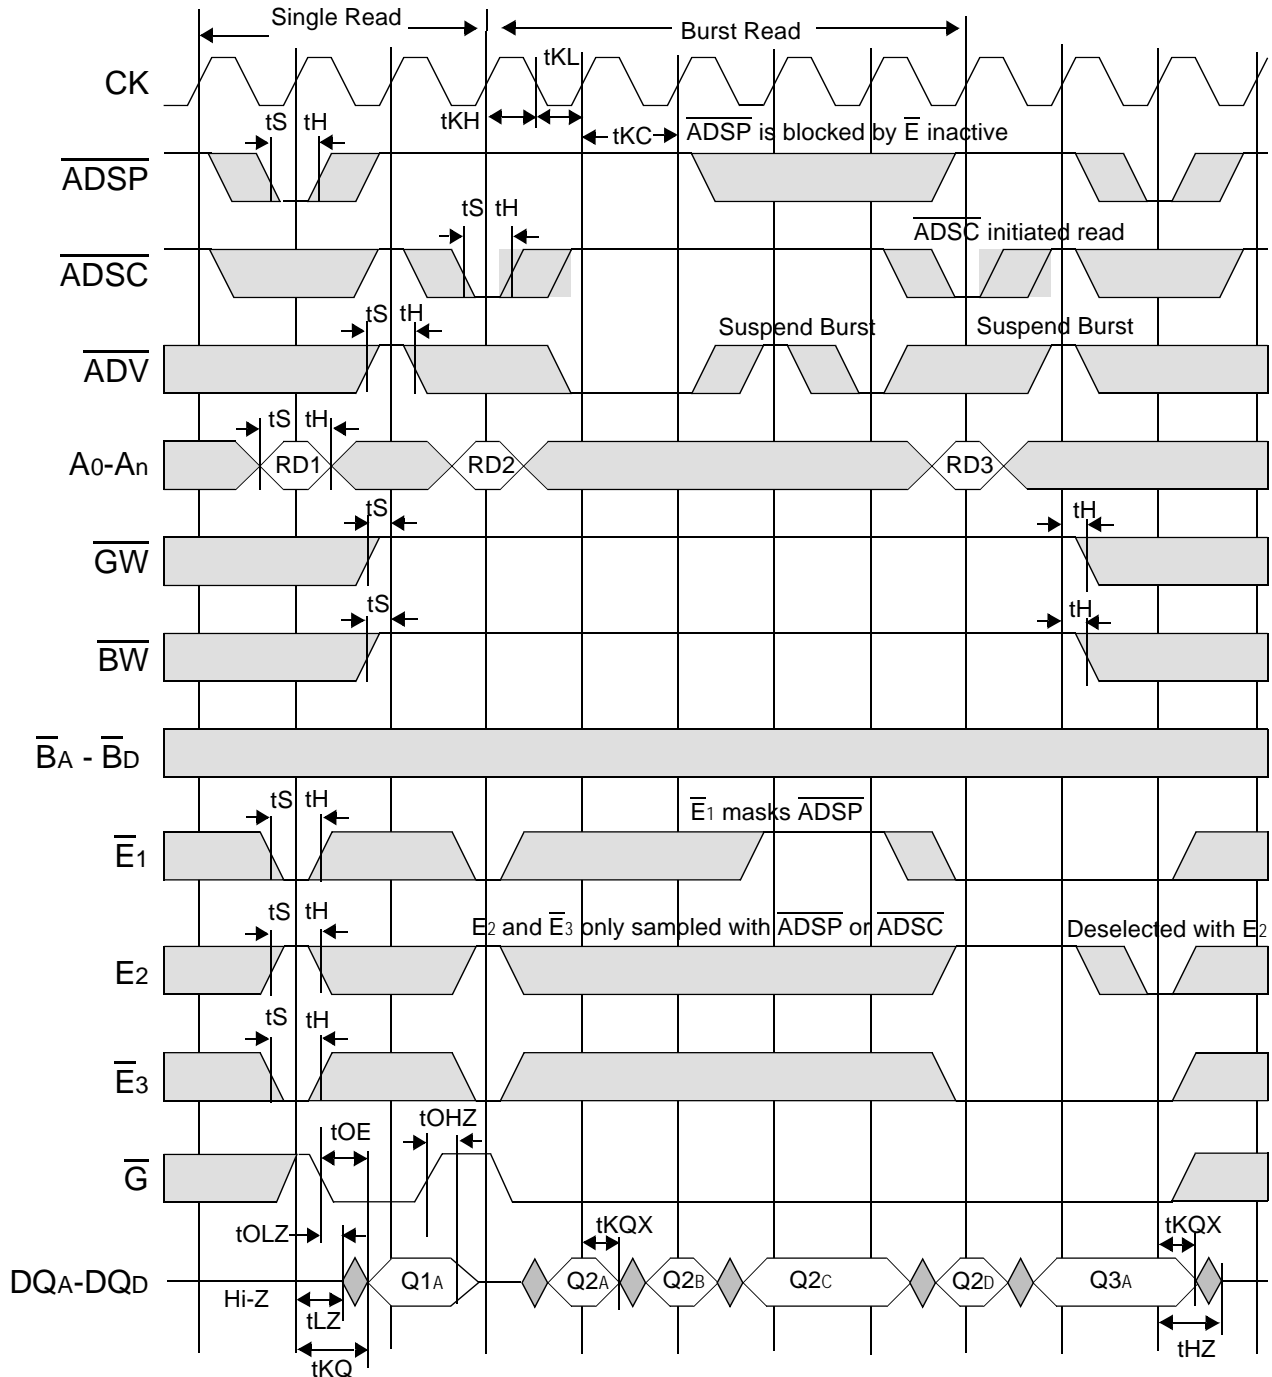 Single Read
Burst Read
tKL
CK
tS tH
tKH
tKC
ADSP is blocked by E inactive
ADSP
tS tH
ADSC initiated read
ADSC
tS tH
Suspend Burst
Suspend Burst
ADV
tS tH
A0-An
RD1
RD2
RD3
tS
tH
GW
tS
tH
BW
BA - BD
tS tH
E1 masks ADSP
E1
tS tH
E2 and E3 only sampled with ADSP or ADSC
Deselected with E2
E2
tS tH
E3
tOE
tOHZ
G
tOLZ
tKQX
tKQX
DQA-DQD
Q1A
Q2A
Q2B
Q2C
Q2D
Q3A
Hi-Z
tLZ
tHZ
tKQ